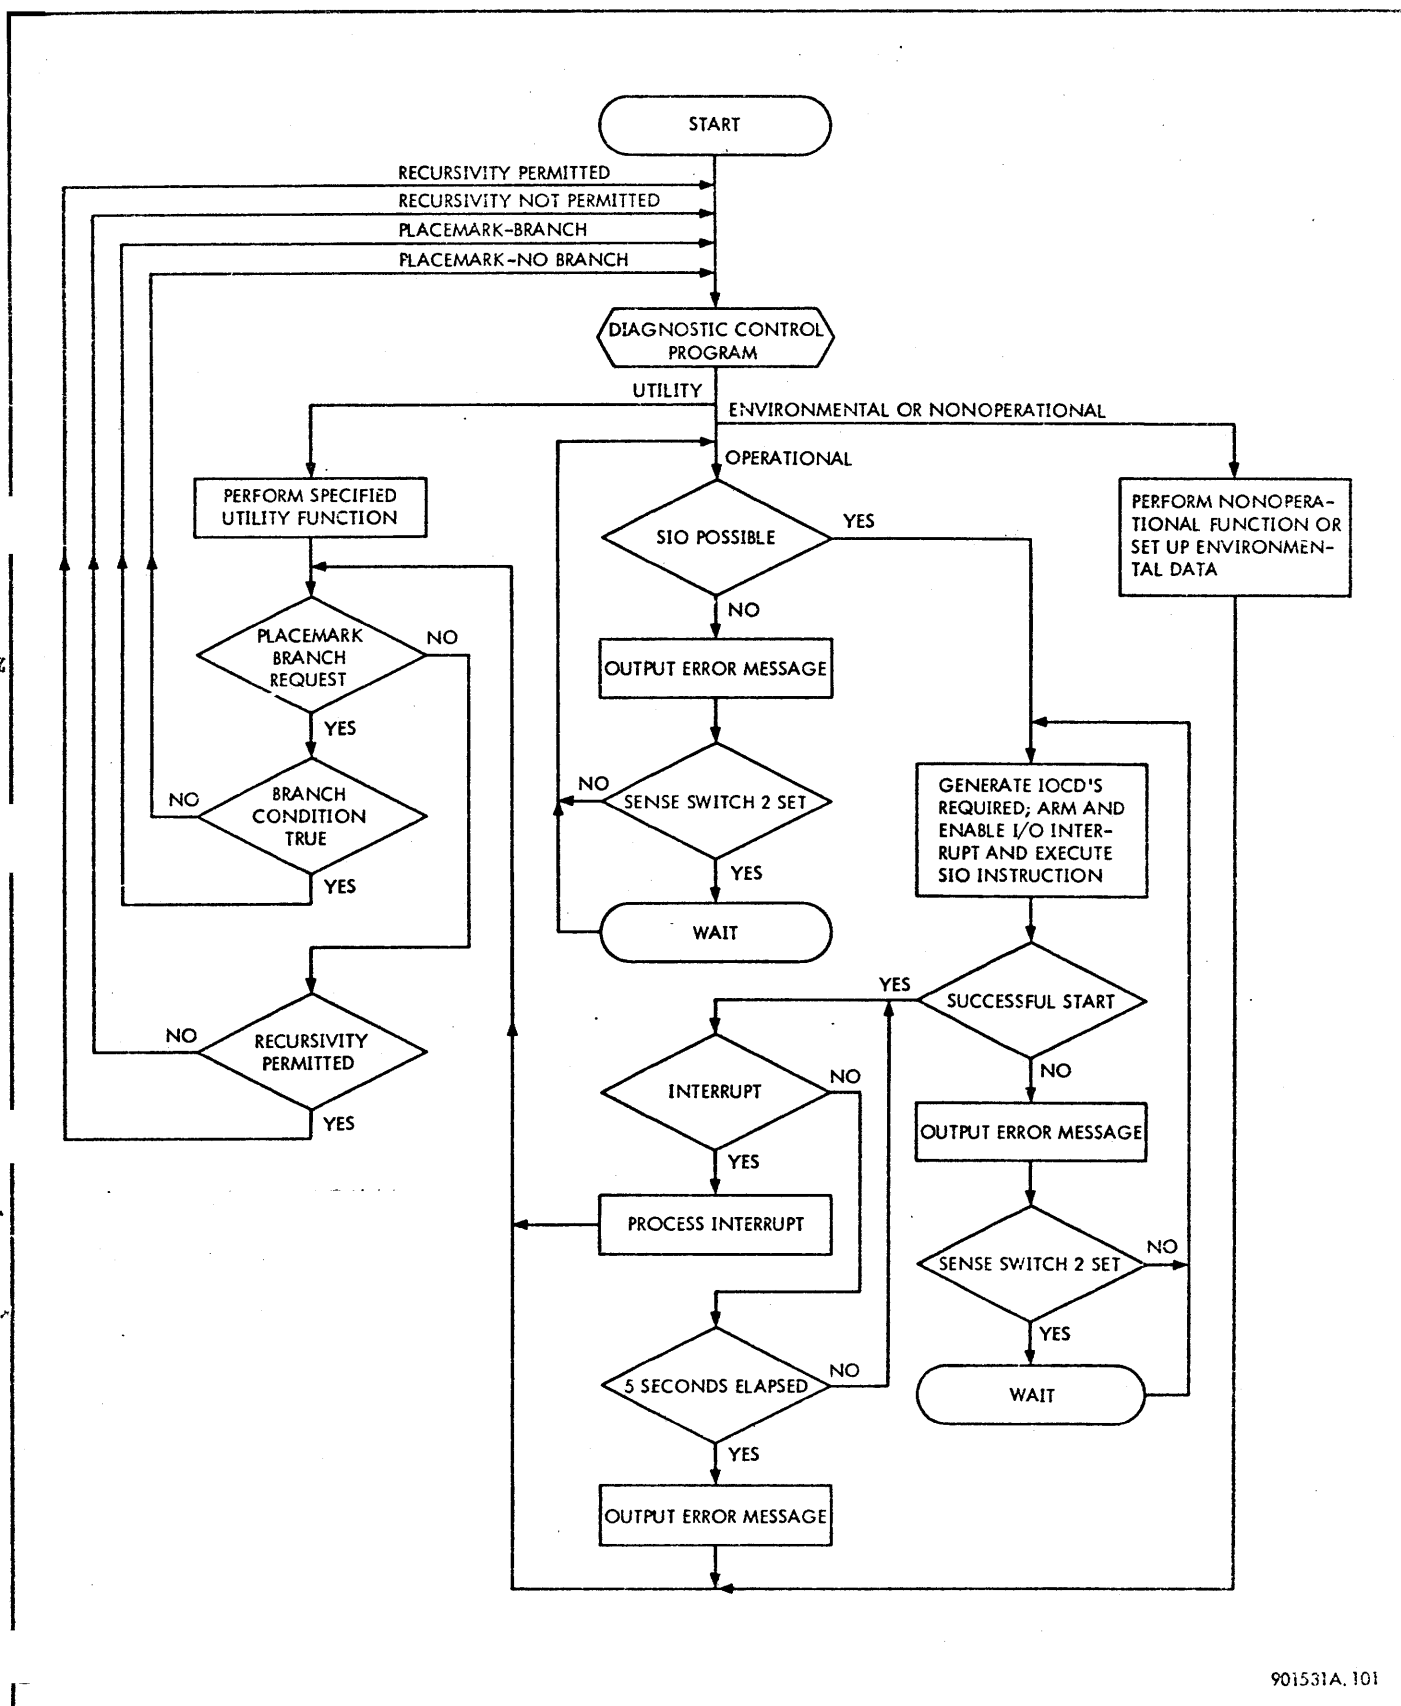 START
RECURSIVITY PERMITTED
RECURSIVITY NOT PERMITTED
PLACEMARK-BRANCH
PLACEMARK-NO BRANCH
DIAGNOSTIC CONTROL
PROGRAM
UTILITY
ENVIRONMENTAL OR NONOPERATIONAL
OPERATIONAL
PERFORM SPECIFIED
UTILITY FUNCTION
SIO POSSIBLE
YES
PERFORM NONOPERA-
TIONAL FUNCTION OR
SET UP ENVIRONMEN-
TAL DATA
NO
PLACEMARK
BRANCH
REQUEST
NO
OUTPUT ERROR MESSAGE
YES
NO
BRANCH
CONDITION
TRUE
YES
NO
SENSE SWITCH 2 SET
YES
GENERATE IOCD'S
REQUIRED; ARM AND
ENABLE I/O INTER-
RUPT AND EXECUTE
SIO INSTRUCTION
WAIT
YES
SUCCESSFUL START
NO
NO
RECURSIVITY
PERMITTED
YES
INTERRUPT
NO
YES
OUTPUT ERROR MESSAGE
PROCESS INTERRUPT
SENSE SWITCH 2 SET
NO
YES
5 SECONDS ELAPSED
NO
YES
WAIT
OUTPUT ERROR MESSAGE
901531A.101